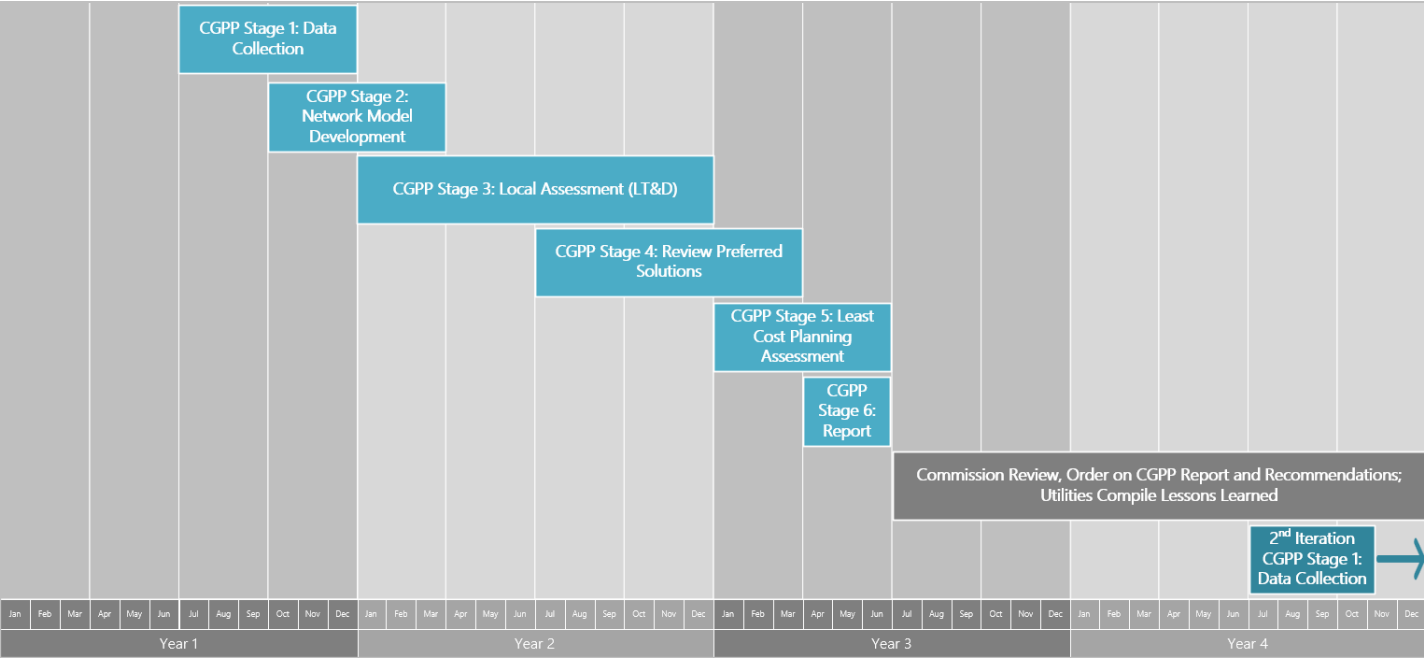 CGPP Stage 1: Data
Collection
CGPP Stage 2:
Network Model
Development
CGPP Stage 3: Local Assessment (LT&D)
CGPP Stage 4: Review Preferred
Solutions
CGPP Stage 5: Least
Cost Planning
Assessment
CGPP
Stage 6:
Report
Commission Review, Order on CGPP Report and Recommendations;
Utilities Compile Lessons Learned
2nd Iteration
CGPP Stage 1:
Data Collection
Jan Feb Mar Apr May Jun Jul Aug Sep Oct Nov Dec Jan Feb Mar Apr May Jun Jul Aug Sep Oct Nov Dec Jan Feb Mar Apr May Jun Jul Aug Sep Oct Nov Dec Jan Feb Mar Apr May Jun Jul Aug Sep Oct Nov Dec
Year 1 Year 2 Year 3 Year 4